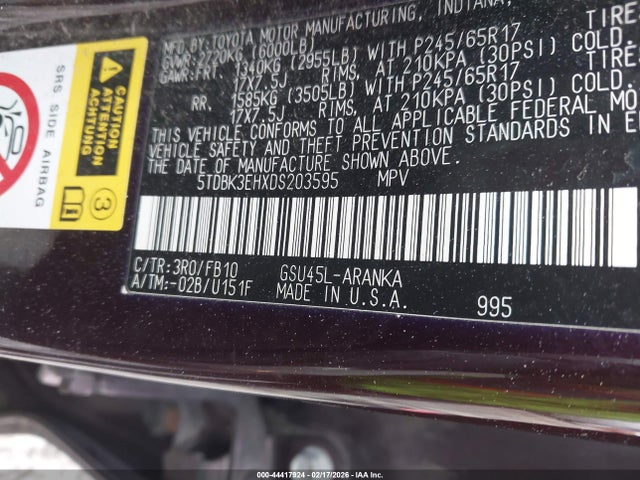 MFD.BY:TOYOTA MOTOR MANUFACTURING, INDIANA,
GVWR:2720KG (6000LB) TIRE
GAWR:FRT 1340KG (2955LB) WITH P245/65R17
17X7.5J RIMS, AT 210KPA (30PSI) COLD.
RR. 1585KG (3505LB) WITH P245/65R17 TIRE
17X7.5J RIMS, AT 210KPA (30PSI) COLD.
THIS VEHICLE CONFORMS TO ALL APPLICABLE FEDERAL MO
VEHICLE SAFETY AND THEFT PREVENTION STANDARDS IN E
THE DATE OF MANUFACTURE SHOWN ABOVE.
5TDBK3EHXDS203595 MPV
C/TR:3R0/FB10 GSU45L-ARANKA
A/TM:-02B/U151F MADE IN U.S.A. 995
SRS SIDE AIRBAG
CAUTION
ATTENTION
ACHTUNG
3
000-44417924 - 02/17/2026 - IAA Inc.